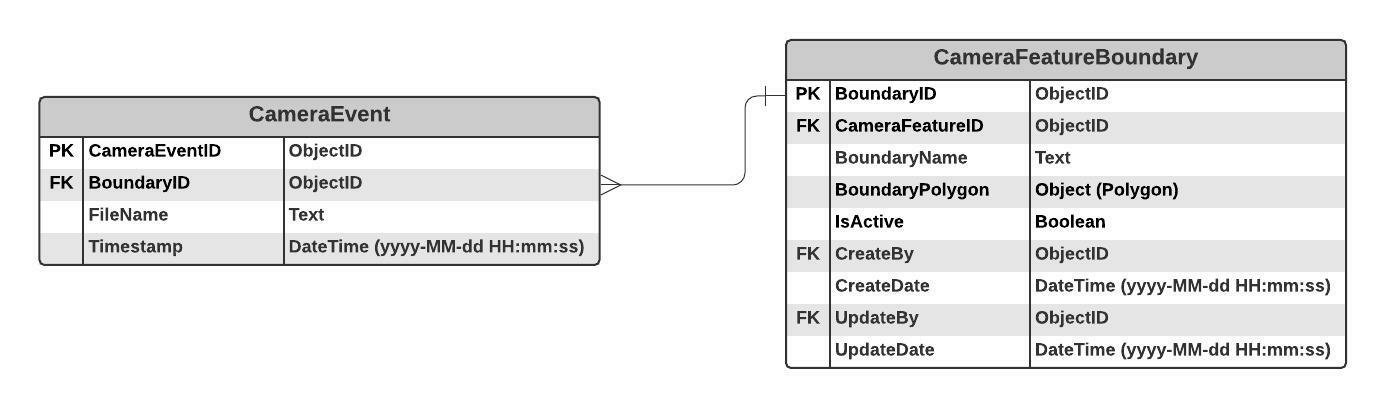 CameraEvent
PK CameraEventID ObjectID
FK BoundaryID ObjectID
FileName Text
Timestamp DateTime (yyyy-MM-dd HH:mm:ss)
CameraFeatureBoundary
PK BoundaryID ObjectID
FK CameraFeatureID ObjectID
BoundaryName Text
BoundaryPolygon Object (Polygon)
IsActive Boolean
FK CreateBy ObjectID
CreateDate DateTime (yyyy-MM-dd HH:mm:ss)
FK UpdateBy ObjectID
UpdateDate DateTime (yyyy-MM-dd HH:mm:ss)